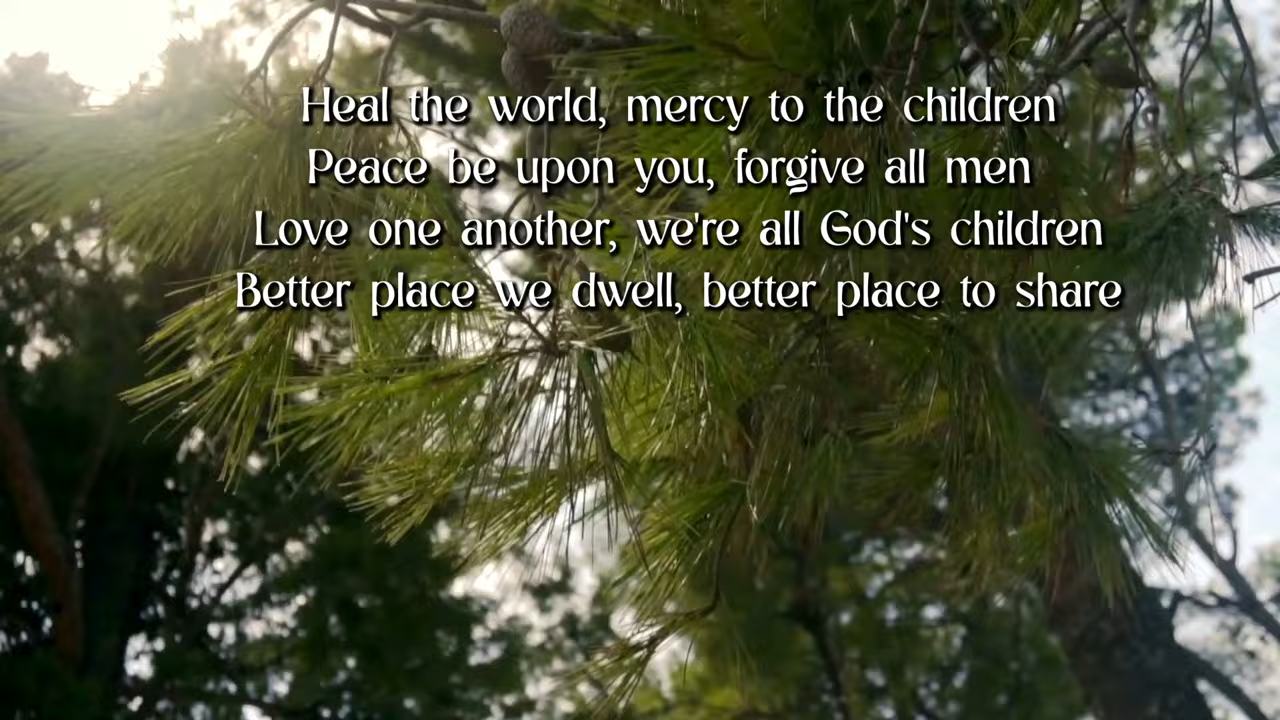 Heal the world, mercy to the children
Peace be upon you, forgive all men
Love one another, we're all God's children
Better place we dwell, better place to share